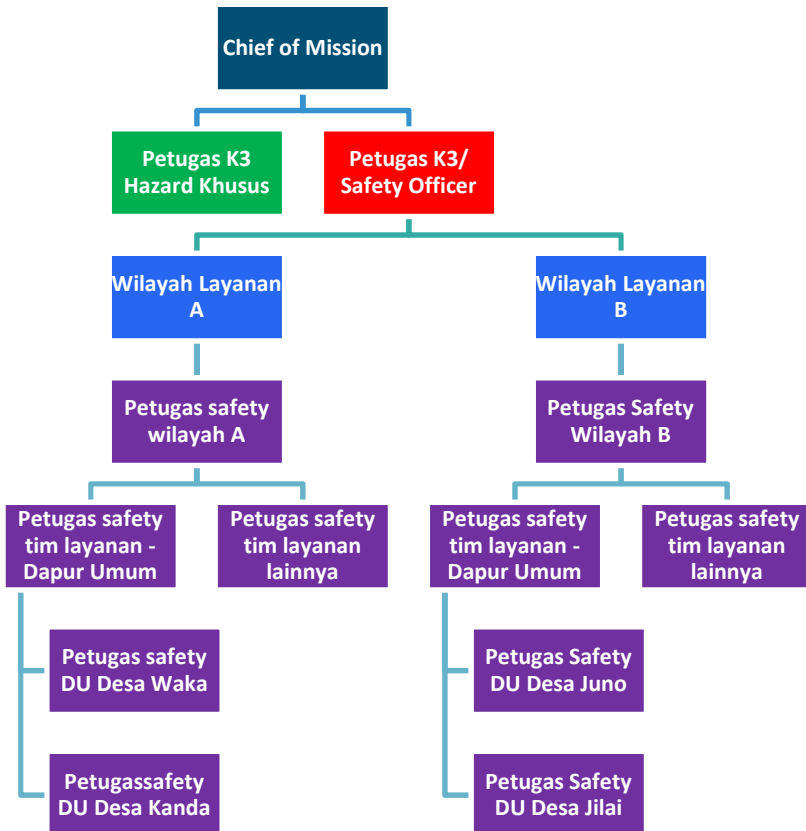 Chief of Mission
Petugas K3
Hazard Khusus
Petugas K3/
Safety Officer
Wilayah Layanan
A
Wilayah Layanan
B
Petugas safety
wilayah A
Petugas Safety
Wilayah B
Petugas safety
tim layanan -
Dapur Umum
Petugas safety
tim layanan
lainnya
Petugas safety
tim layanan -
Dapur Umum
Petugas safety
tim layanan
lainnya
Petugas safety
DU Desa Waka
Petugas Safety
DU Desa Juno
Petugassafety
DU Desa Kanda
Petugas Safety
DU Desa Jilai